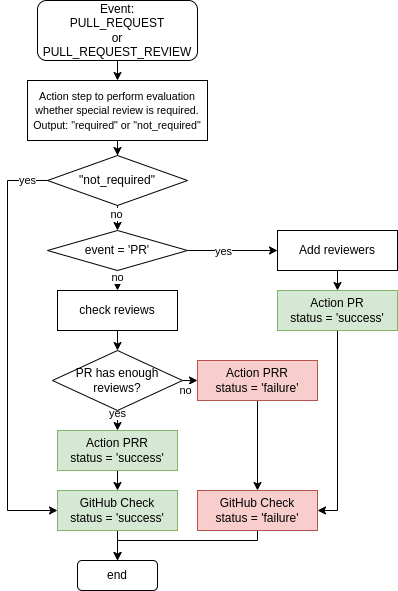 Event:
PULL_REQUEST
or
PULL_REQUEST_REVIEW
Action step to perform evaluation
whether special review is required.
Output: "required" or "not_required"
yes
"not_required"
no
event = 'PR'
yes
Add reviewers
no
check reviews
Action PR
status = 'success'
PR has enough
reviews?
no
Action PRR
status = 'failure'
yes
Action PRR
status = 'success'
GitHub Check
status = 'success'
GitHub Check
status = 'failure'
end